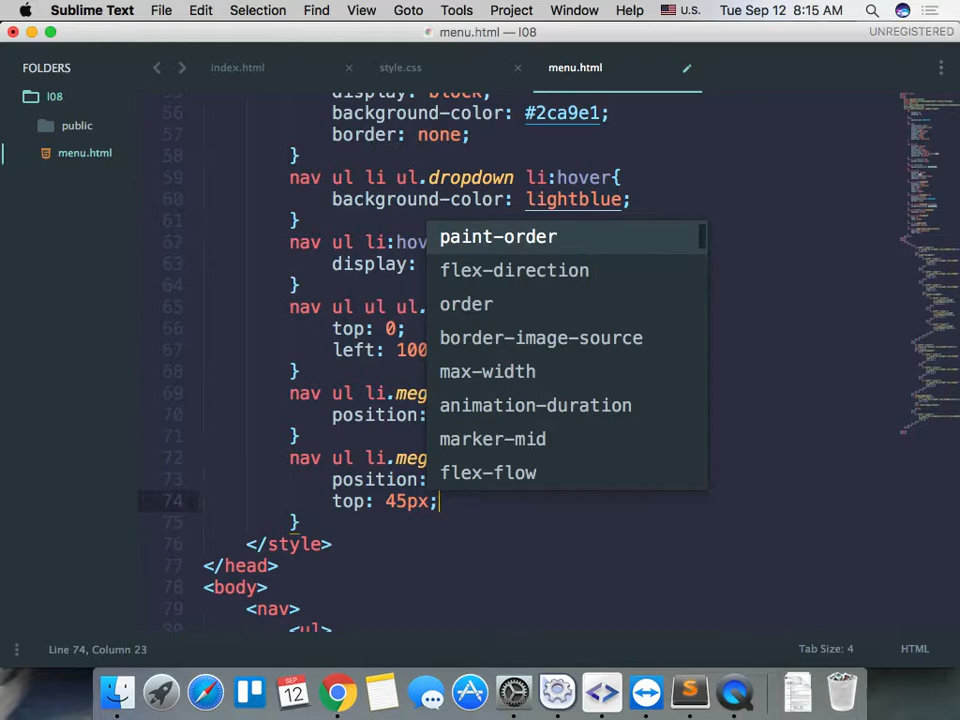 Sublime Text File Edit Selection Find View Goto Tools Project Window Help U.S. Tue Sep 12 8:15 AM
menu.html — l08 UNREGISTERED
FOLDERS
l08
public
menu.html
index.html × style.css × menu.html
display: block;
56 background-color: #2ca9e1;
57 border: none;
58 }
59 nav ul li ul.dropdown li:hover{
60 background-color: lightblue;
61 }
62 nav ul li:hov
63 display:
64 }
65 nav ul ul ul.
66 top: 0;
67 left: 100
68 }
69 nav ul li.meg
70 position:
71 }
72 nav ul li.meg
73 position:
74 top: 45px;
75 }
76 </style>
77 </head>
78 <body>
79 <nav>
80 <ul>
paint-order
flex-direction
order
border-image-source
max-width
animation-duration
marker-mid
flex-flow
Line 74, Column 23 Tab Size: 4 HTML
SEP
12